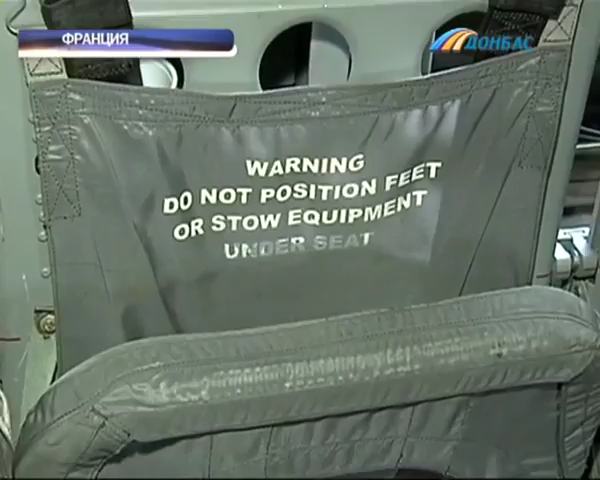 ФРАНЦИЯ
ДОНБАС
WARNING
DO NOT POSITION FEET
OR STOW EQUIPMENT
UNDER SEAT